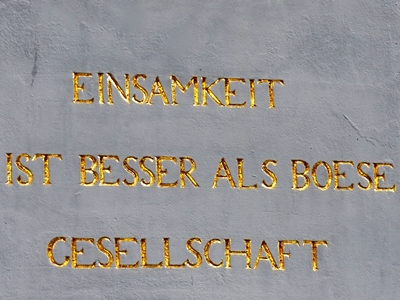 EINSAMKEIT
IST BESSER ALS BOESE
GESELLSCHAFT